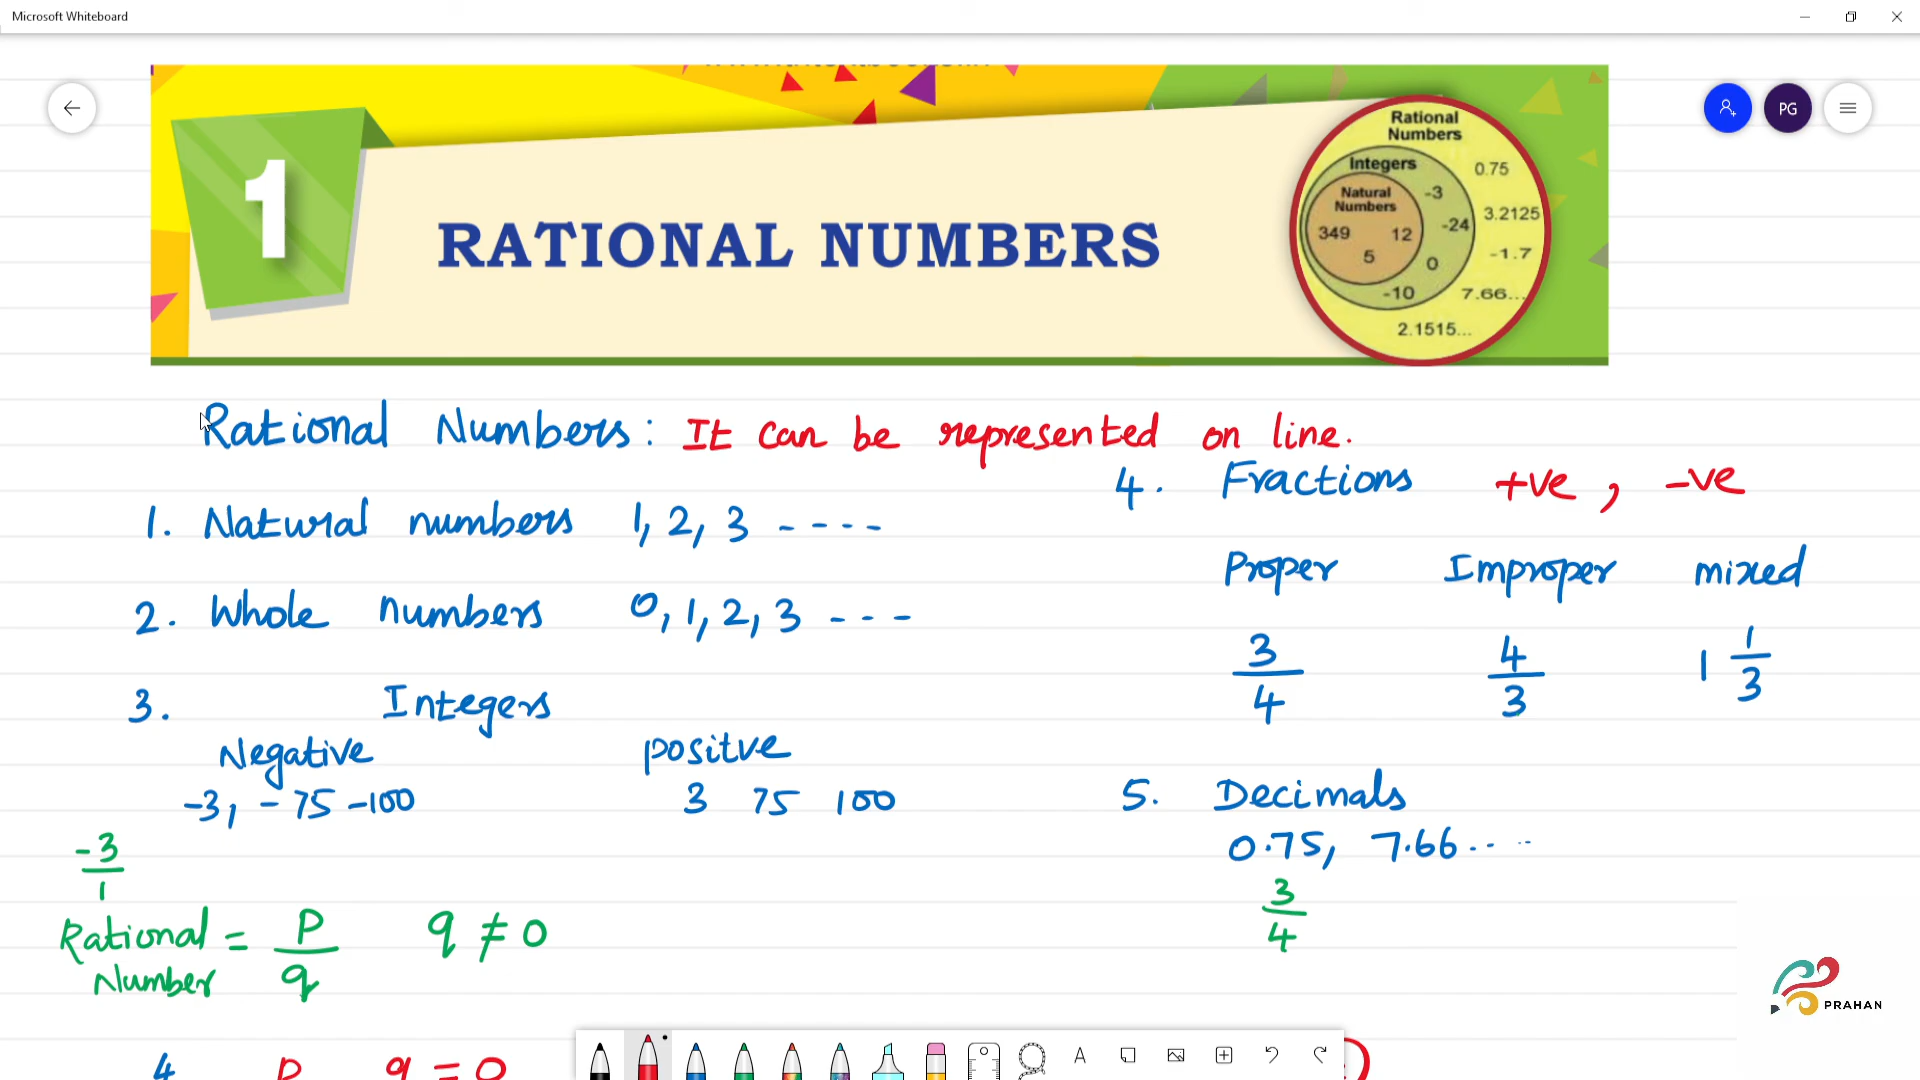 Microsoft Whiteboard
1
RATIONAL NUMBERS
Rational
Numbers
Integers
0.75
Natural
Numbers
-3
349
12
-24
3.2125
5
0
-1.7
-10
7.66...
2.1515...
PG
Rational Numbers : It can be represented on line.
1. Natural numbers 1, 2, 3 ----
2. Whole numbers 0, 1, 2, 3 ---
3. Integers
Negative positve
-3, -75 -100 3 75 100
-3/1
Rational Number = P/q q ≠ 0
4 P q = 0
4. Fractions +ve , -ve
Proper Improper mixed
3/4 4/3 1 1/3
5. Decimals
0.75, 7.66.. ..
3/4
PRAHAN
A